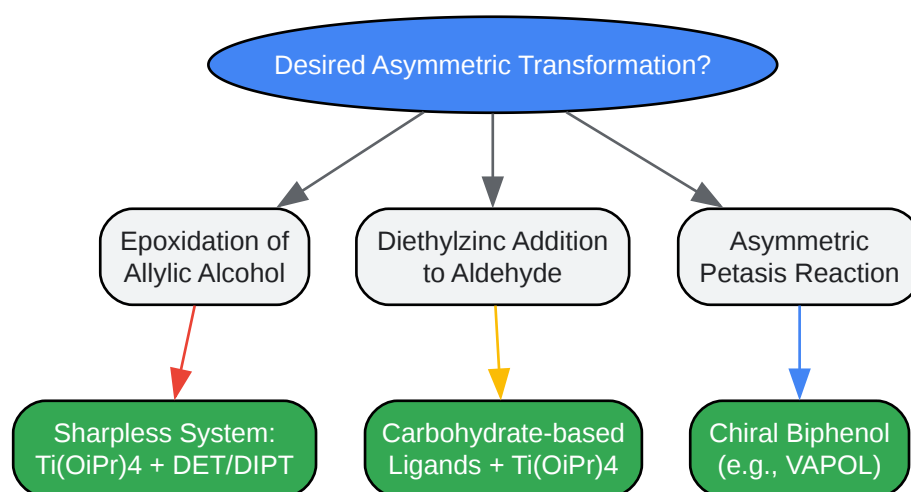 Desired Asymmetric Transformation?
Epoxidation of
Allylic Alcohol
Diethylzinc Addition
to Aldehyde
Asymmetric
Petasis Reaction
Sharpless System:
Ti(OiPr)4 + DET/DIPT
Carbohydrate-based
Ligands + Ti(OiPr)4
Chiral Biphenol
(e.g., VAPOL)